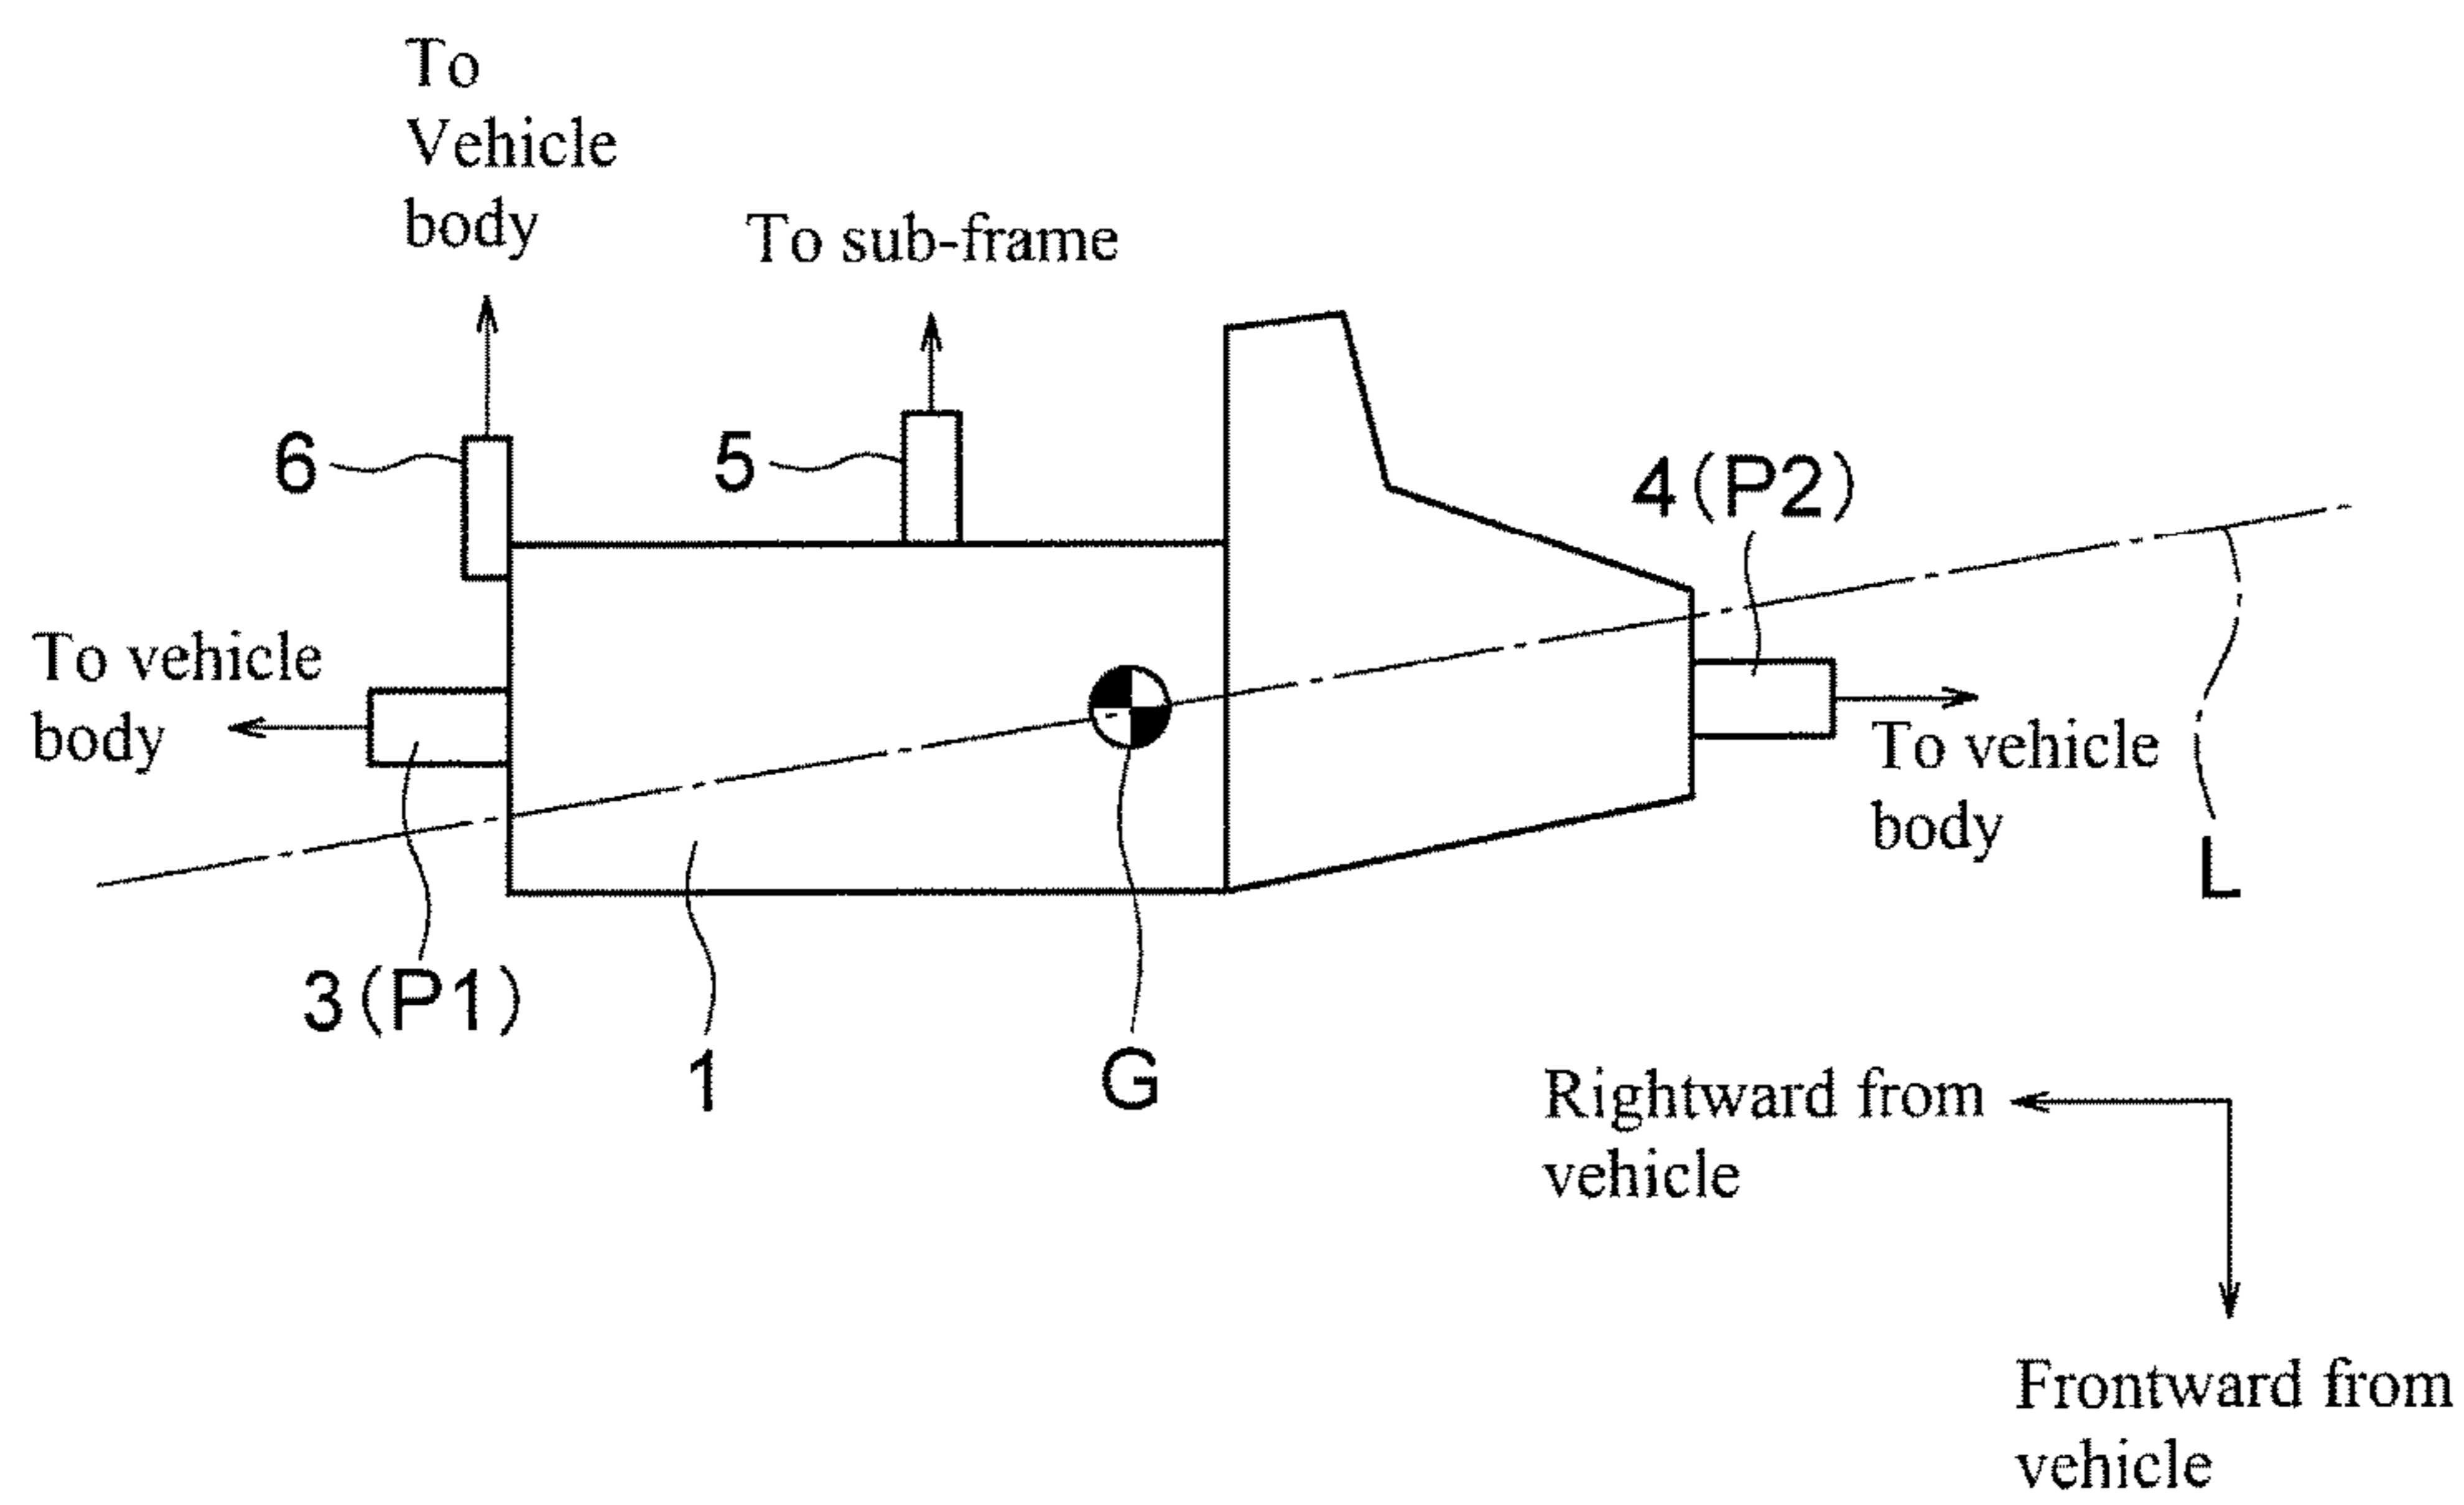 To
Vehicle
body
To sub-frame
6
5
4(P2)
To vehicle
body
To vehicle
body
L
3(P1)
1
G
Rightward from
vehicle
Frontward from
vehicle